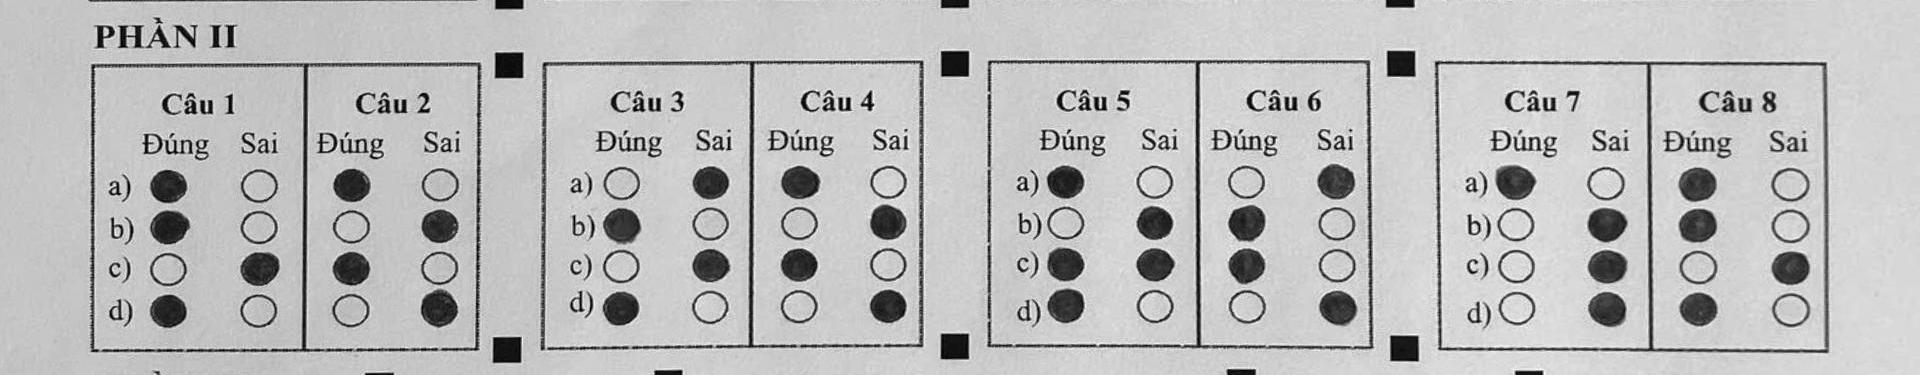 PHẦN II
Câu 1 Câu 2 Câu 3 Câu 4 Câu 5 Câu 6 Câu 7 Câu 8
Đúng Sai Đúng Sai Đúng Sai Đúng Sai Đúng Sai Đúng Sai Đúng Sai Đúng Sai
a) a) a) a)
b) b) b) b)
c) c) c) c)
d) d) d) d)